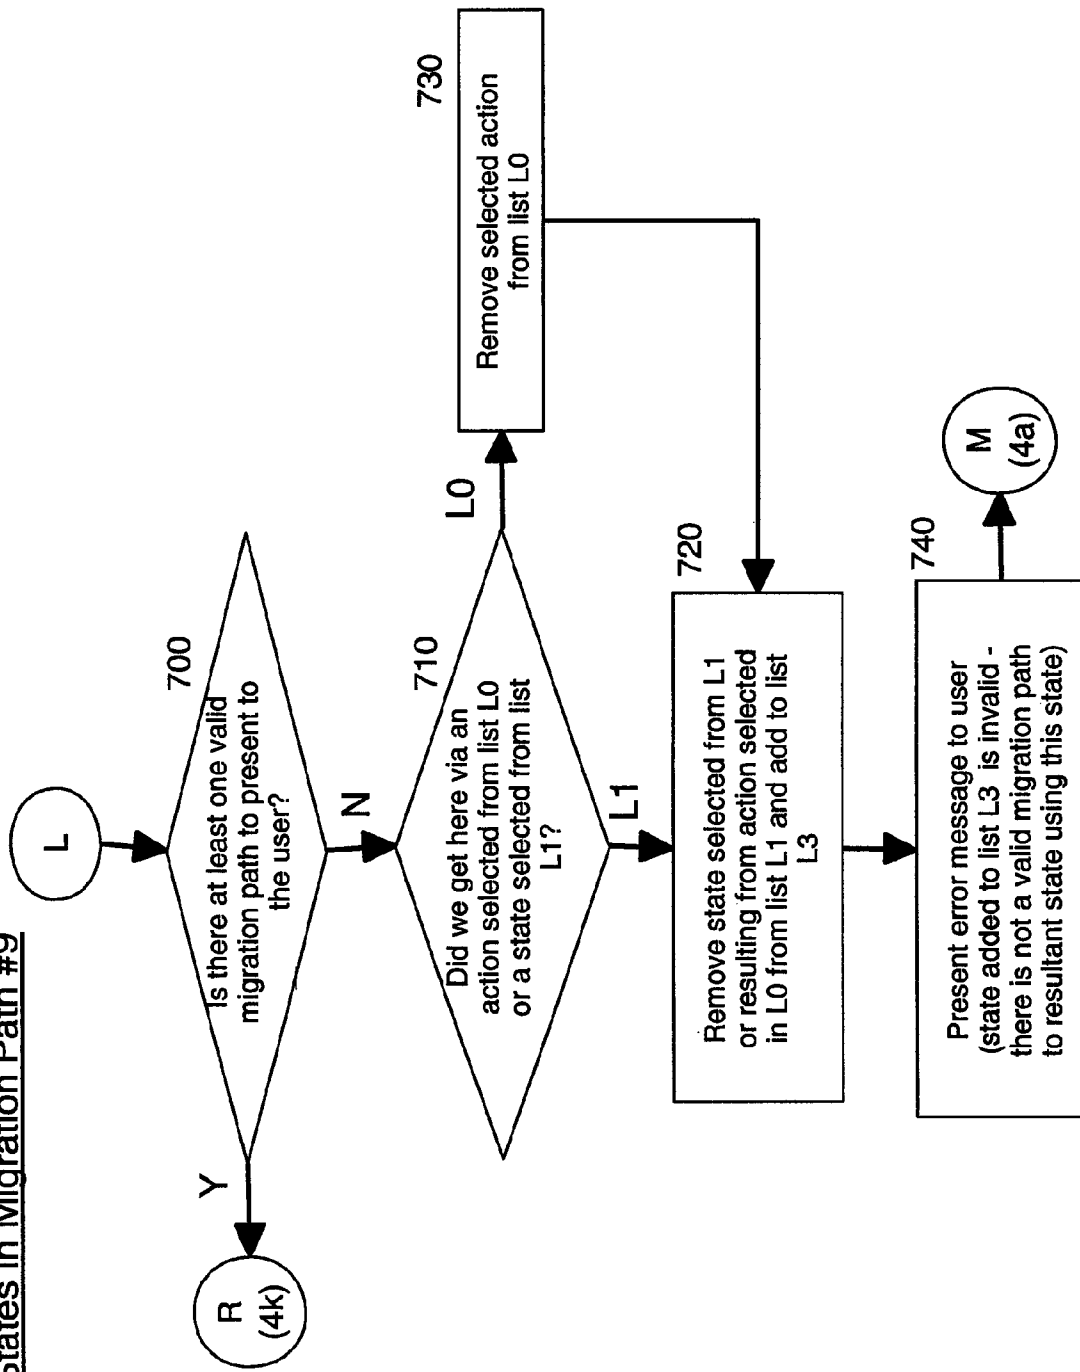 States in Migration Path #9
L
700
Is there at least one valid
migration path to present to
the user?
Y
R
(4k)
N
710
Did we get here via an
action selected from list L0
or a state selected from list
L1?
L0
730
Remove selected action
from list L0
L1
720
Remove state selected from L1
or resulting from action selected
in L0 from list L1 and add to list
L3
740
Present error message to user
(state added to list L3 is invalid -
there is not a valid migration path
to resultant state using this state)
M
(4a)